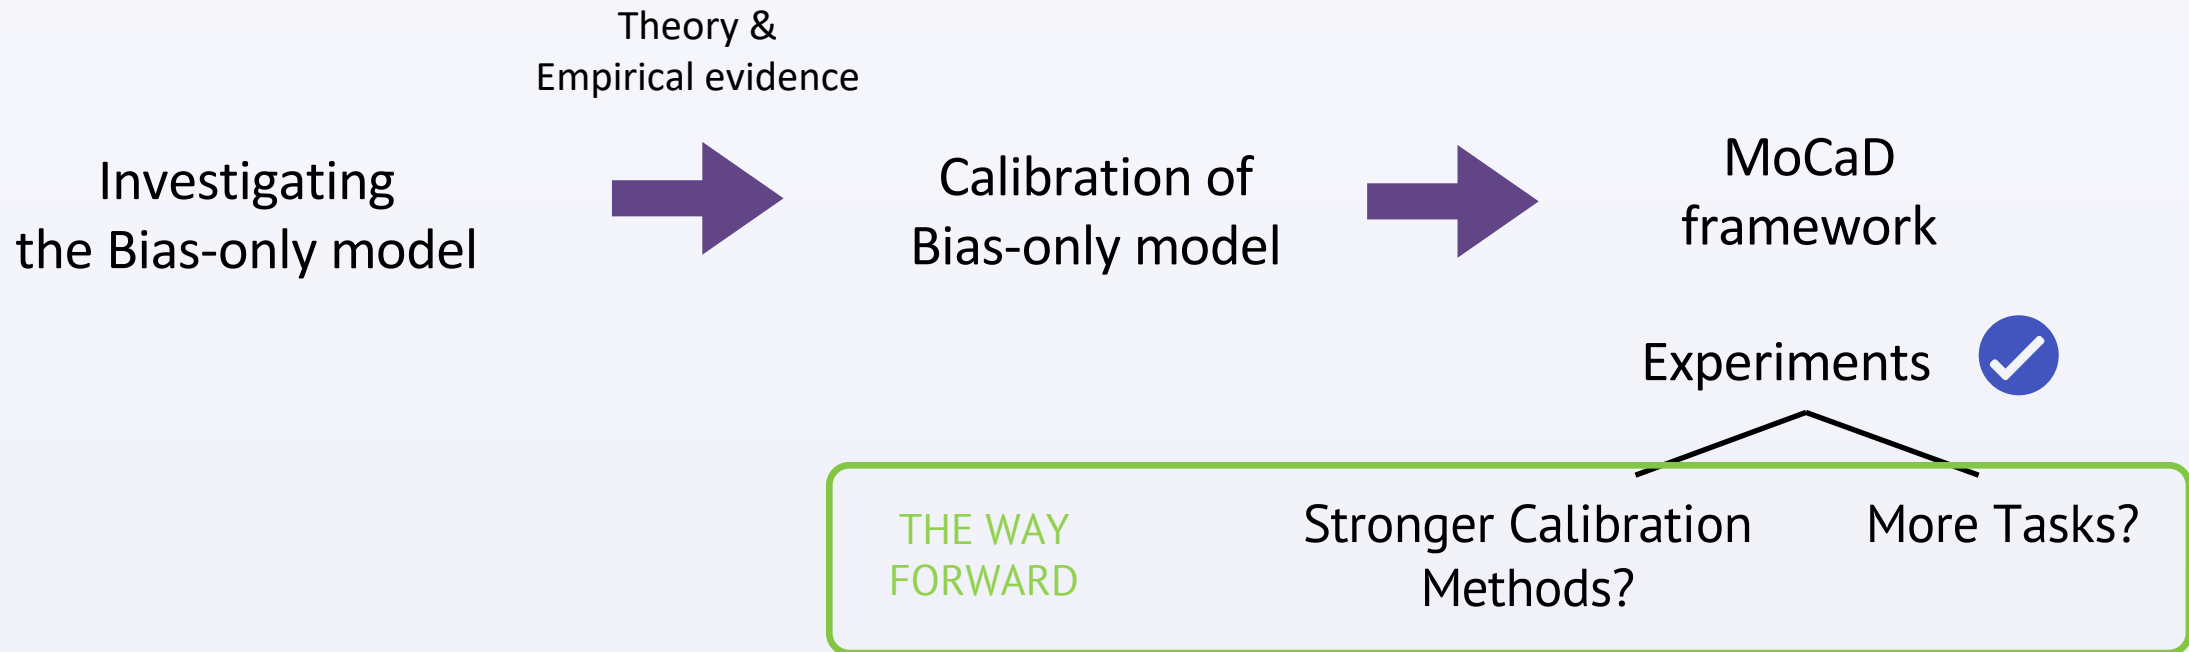 Theory &
Empirical evidence
Investigating
the Bias-only model
Calibration of
Bias-only model
MoCaD
framework
Experiments
THE WAY
FORWARD
Stronger Calibration
Methods?
More Tasks?